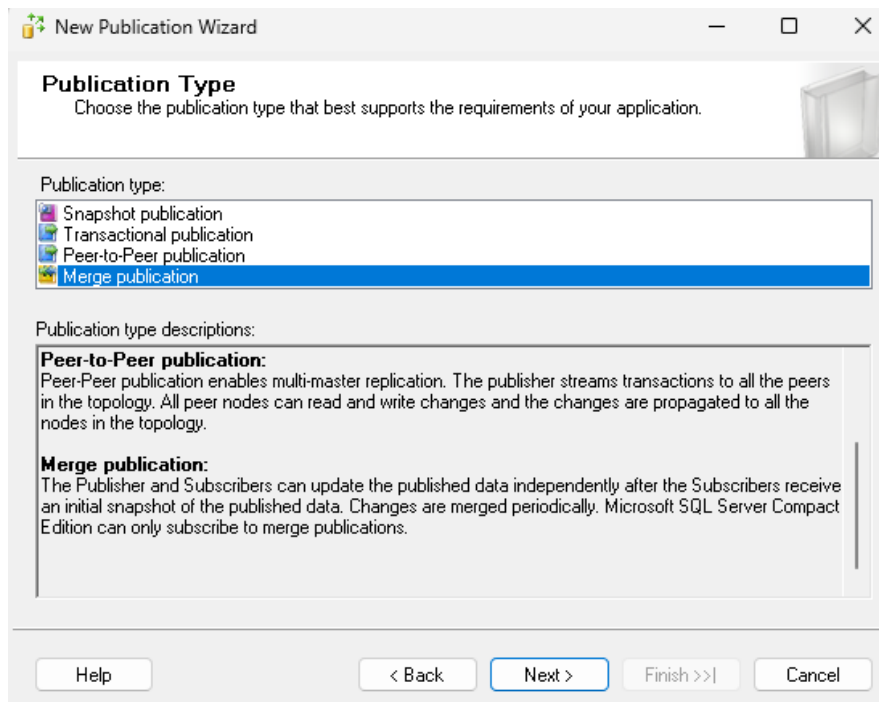 New Publication Wizard
Publication Type
Choose the publication type that best supports the requirements of your application.
Publication type:
Snapshot publication
Transactional publication
Peer-to-Peer publication
Merge publication
Publication type descriptions:
Peer-to-Peer publication:
Peer-Peer publication enables multi-master replication. The publisher streams transactions to all the peers
in the topology. All peer nodes can read and write changes and the changes are propagated to all the
nodes in the topology.
Merge publication:
The Publisher and Subscribers can update the published data independently after the Subscribers receive
an initial snapshot of the published data. Changes are merged periodically. Microsoft SQL Server Compact
Edition can only subscribe to merge publications.
Help
< Back
Next >
Finish >>|
Cancel